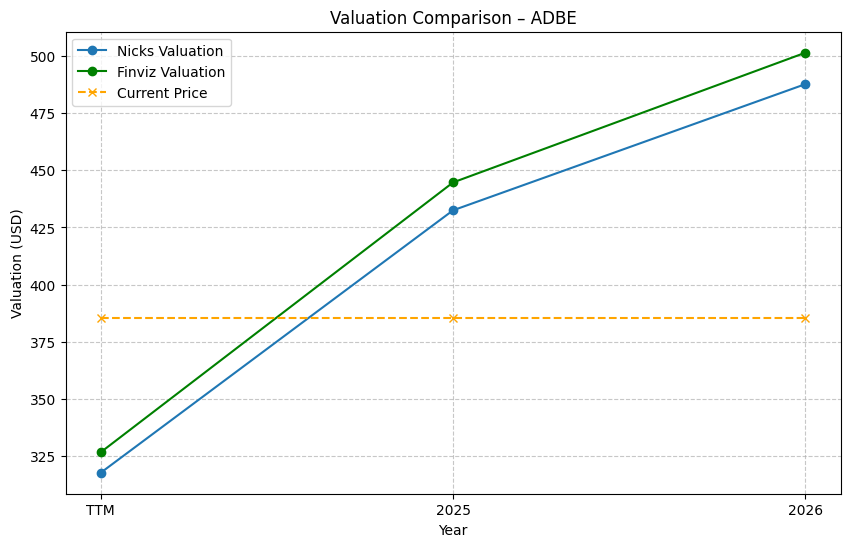 Valuation Comparison – ADBE
Nicks Valuation
Finviz Valuation
Current Price
Valuation (USD)
500
475
450
425
400
375
350
325
TTM
2025
2026
Year